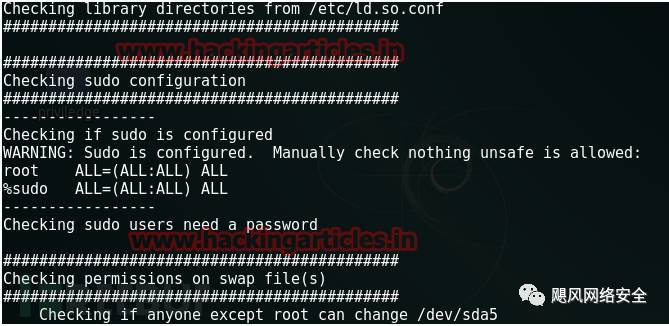 Checking library directories from /etc/ld.so.conf
############################################
www.hackingarticles.in
############################################
Checking sudo configuration
############################################
priviledge
-----------------
Checking if sudo is configured
WARNING: Sudo is configured.  Manually check nothing unsafe is allowed:
root    ALL=(ALL:ALL) ALL
%sudo   ALL=(ALL:ALL) ALL
-----------------
Checking sudo users need a password
www.hackingarticles.in
############################################
Checking permissions on swap file(s)
############################################
    Checking if anyone except root can change /dev/sda5
飓风网络安全